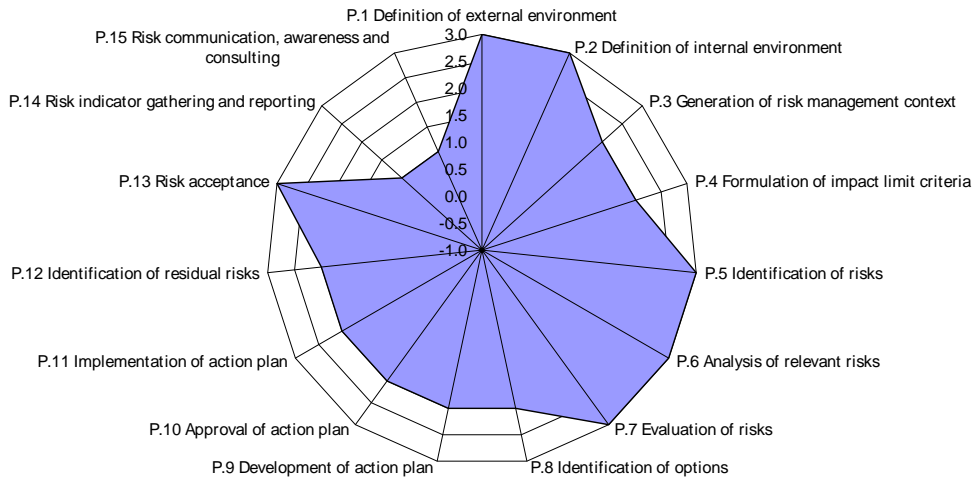 P.1 Definition of external environment
P.2 Definition of internal environment
P.3 Generation of risk management context
P.4 Formulation of impact limit criteria
P.5 Identification of risks
P.6 Analysis of relevant risks
P.7 Evaluation of risks
P.8 Identification of options
P.9 Development of action plan
P.10 Approval of action plan
P.11 Implementation of action plan
P.12 Identification of residual risks
P.13 Risk acceptance
P.14 Risk indicator gathering and reporting
P.15 Risk communication, awareness and
consulting
3.0
2.5
2.0
1.5
1.0
0.5
0.0
-0.5
-1.0